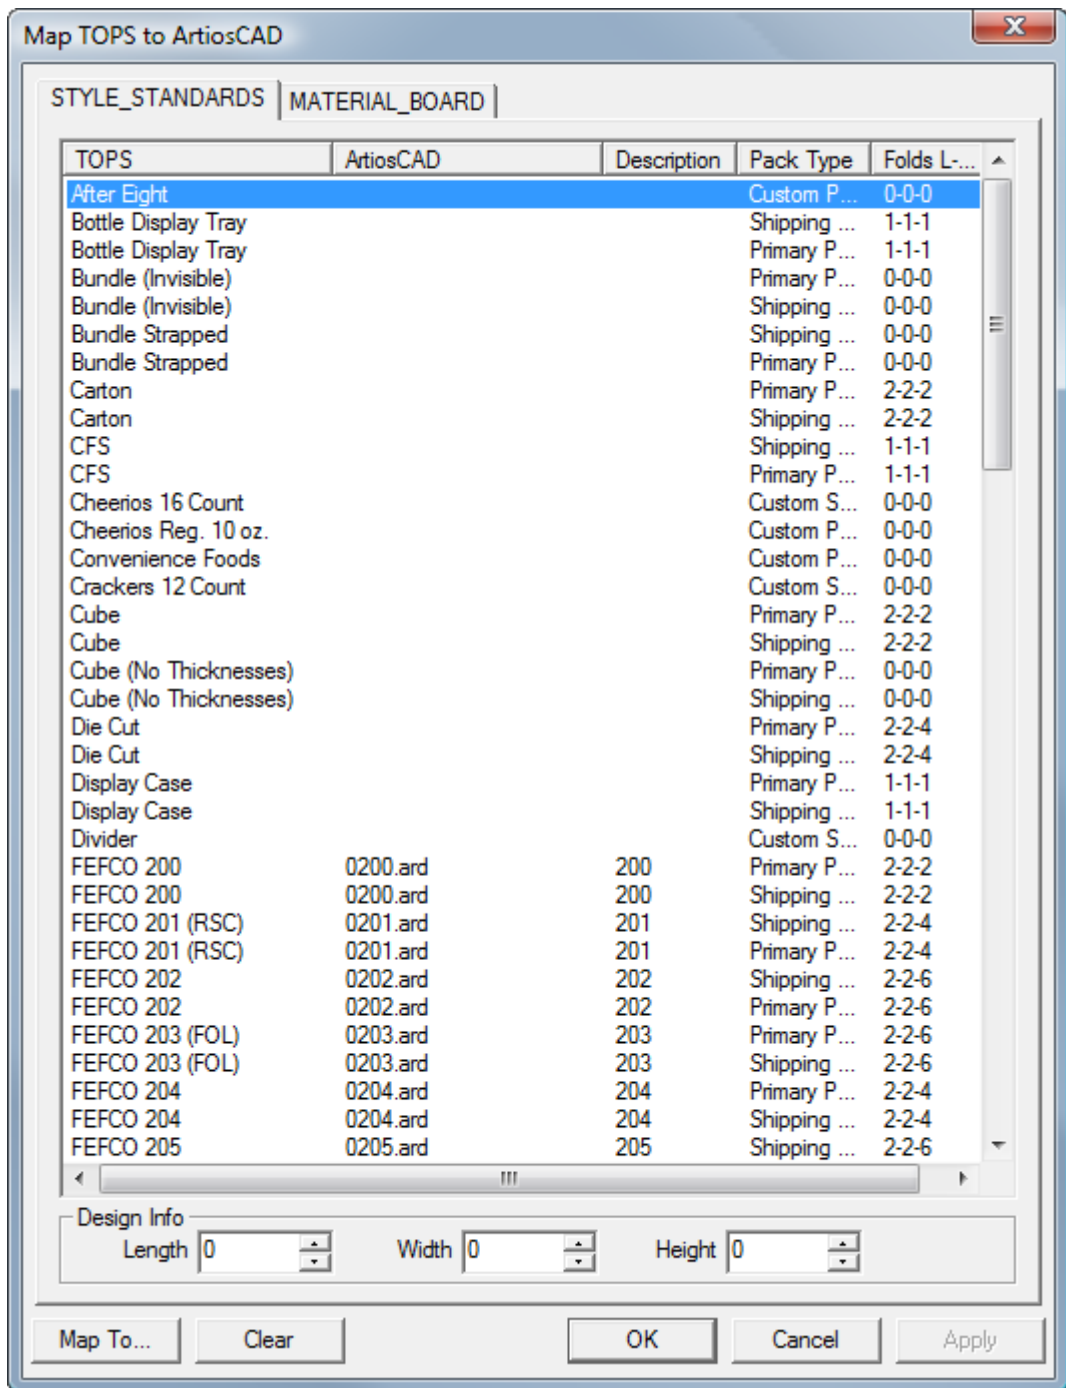 Map TOPS to ArtiosCAD
STYLE_STANDARDS MATERIAL_BOARD
TOPS ArtiosCAD Description Pack Type Folds L-...
After Eight Custom P... 0-0-0
Bottle Display Tray Shipping ... 1-1-1
Bottle Display Tray Primary P... 1-1-1
Bundle (Invisible) Primary P... 0-0-0
Bundle (Invisible) Shipping ... 0-0-0
Bundle Strapped Shipping ... 0-0-0
Bundle Strapped Primary P... 0-0-0
Carton Primary P... 2-2-2
Carton Shipping ... 2-2-2
CFS Shipping ... 1-1-1
CFS Primary P... 1-1-1
Cheerios 16 Count Custom S... 0-0-0
Cheerios Reg. 10 oz. Custom P... 0-0-0
Convenience Foods Custom P... 0-0-0
Crackers 12 Count Custom S... 0-0-0
Cube Primary P... 2-2-2
Cube Shipping ... 2-2-2
Cube (No Thicknesses) Primary P... 0-0-0
Cube (No Thicknesses) Shipping ... 0-0-0
Die Cut Primary P... 2-2-4
Die Cut Shipping ... 2-2-4
Display Case Primary P... 1-1-1
Display Case Shipping ... 1-1-1
Divider Custom S... 0-0-0
FEFCO 200 0200.ard 200 Primary P... 2-2-2
FEFCO 200 0200.ard 200 Shipping ... 2-2-2
FEFCO 201 (RSC) 0201.ard 201 Shipping ... 2-2-4
FEFCO 201 (RSC) 0201.ard 201 Primary P... 2-2-4
FEFCO 202 0202.ard 202 Shipping ... 2-2-6
FEFCO 202 0202.ard 202 Primary P... 2-2-6
FEFCO 203 (FOL) 0203.ard 203 Primary P... 2-2-6
FEFCO 203 (FOL) 0203.ard 203 Shipping ... 2-2-6
FEFCO 204 0204.ard 204 Primary P... 2-2-4
FEFCO 204 0204.ard 204 Shipping ... 2-2-4
FEFCO 205 0205.ard 205 Shipping ... 2-2-6
Design Info
Length 0 Width 0 Height 0
Map To... Clear OK Cancel Apply